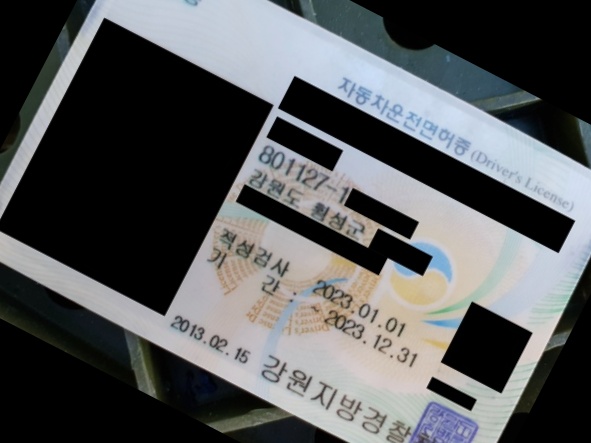 자동차운전면허증 (Driver's License)
801127-1
강원도 횡성군
적성검사 2023.01.01
기 간 : ~ 2023.12.31
2013.02.15 강원지방경찰